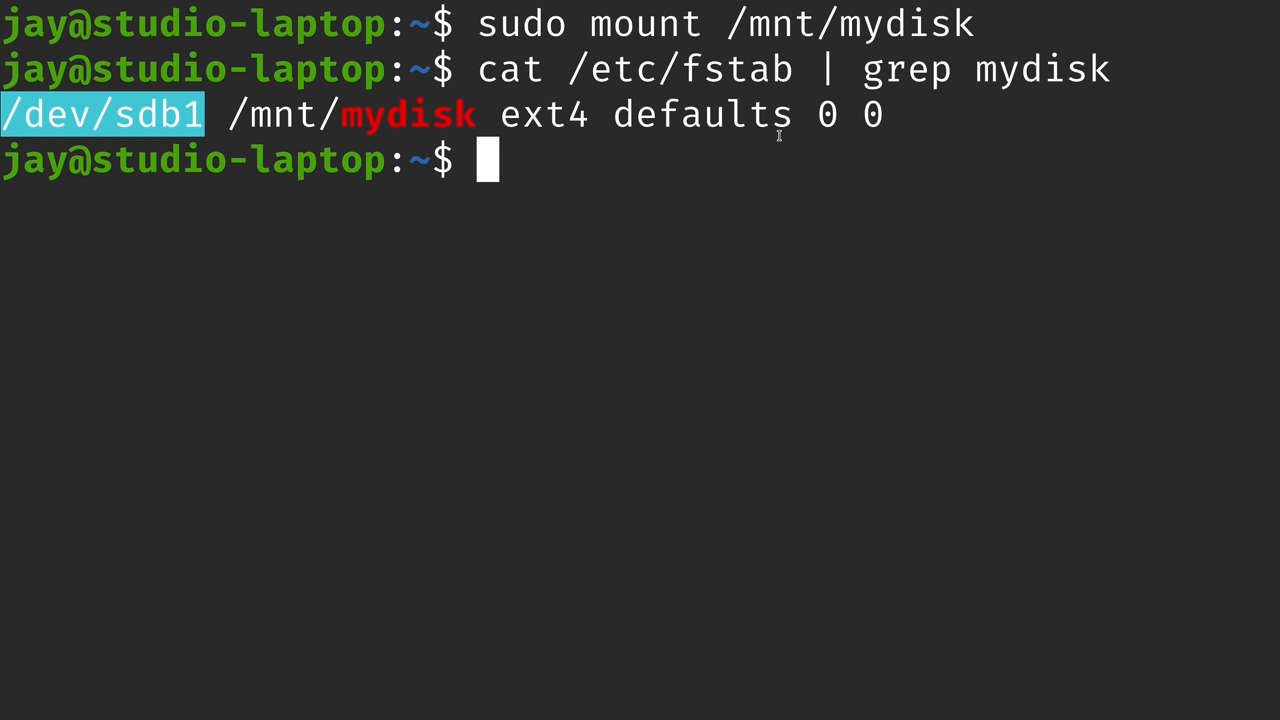 jay@studio-laptop:~$ sudo mount /mnt/mydisk
jay@studio-laptop:~$ cat /etc/fstab | grep mydisk
/dev/sdb1 /mnt/mydisk ext4 defaults 0 0
jay@studio-laptop:~$